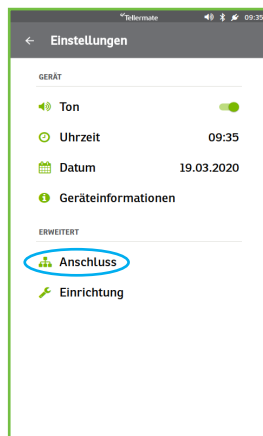 Tellermate 09:35
Einstellungen
GERÄT
Ton
Uhrzeit 09:35
Datum 19.03.2020
Geräteinformationen
ERWEITERT
Anschluss
Einrichtung